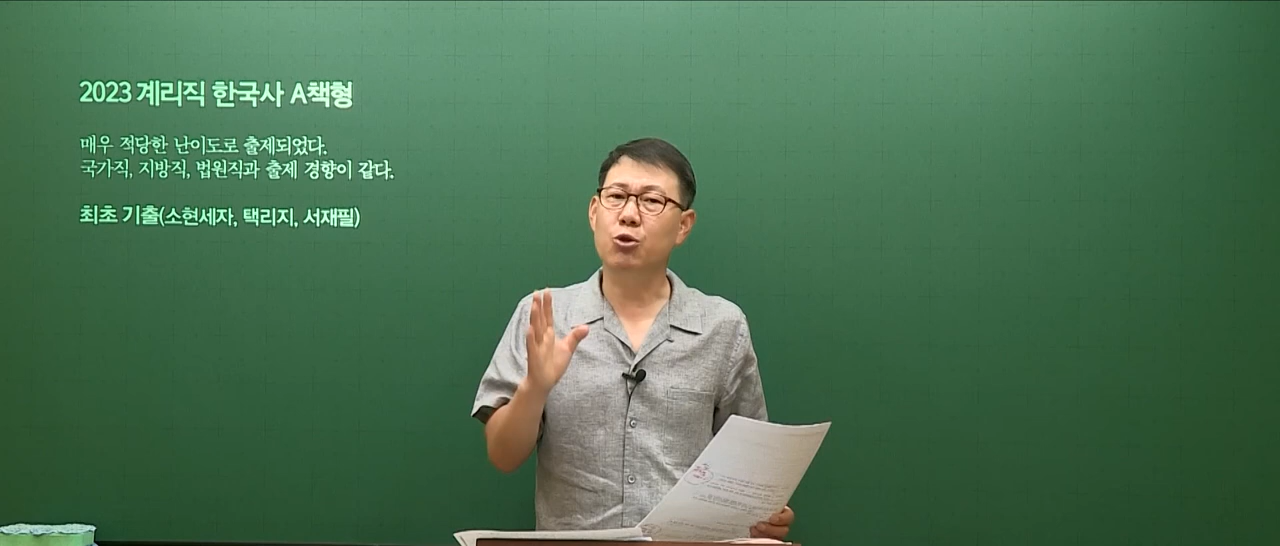 2023 계리직 한국사 A책형
매우 적당한 난이도로 출제되었다.
국가직, 지방직, 법원직과 출제 경향이 같다.
최초 기출(소현세자, 택리지, 서재필)